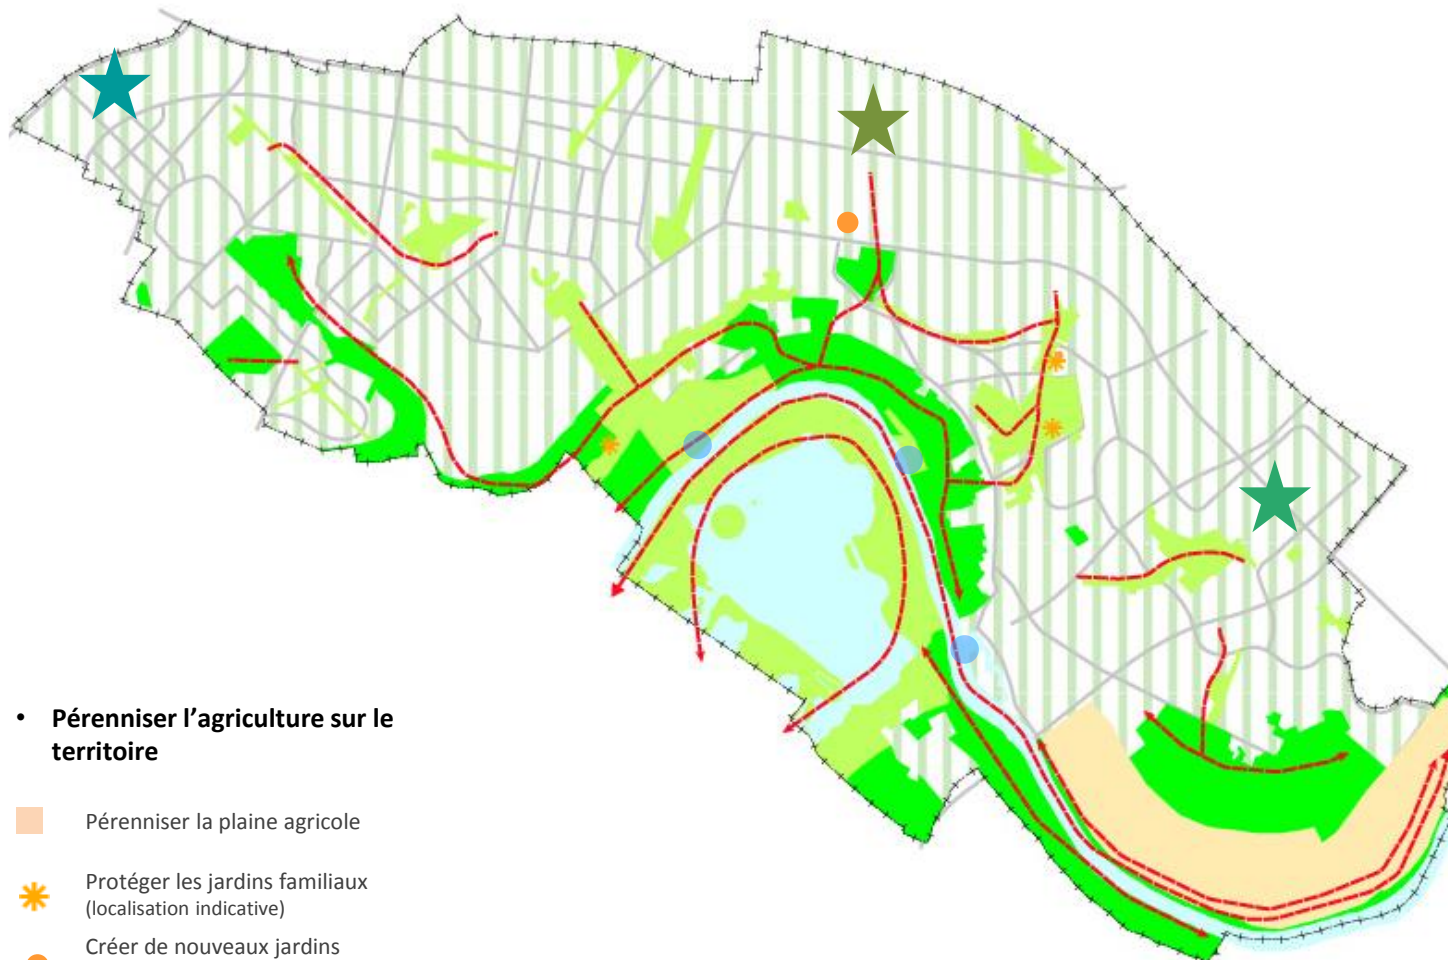 • Pérenniser l’agriculture sur le
territoire
Pérenniser la plaine agricole
Protéger les jardins familiaux
(localisation indicative)
Créer de nouveaux jardins